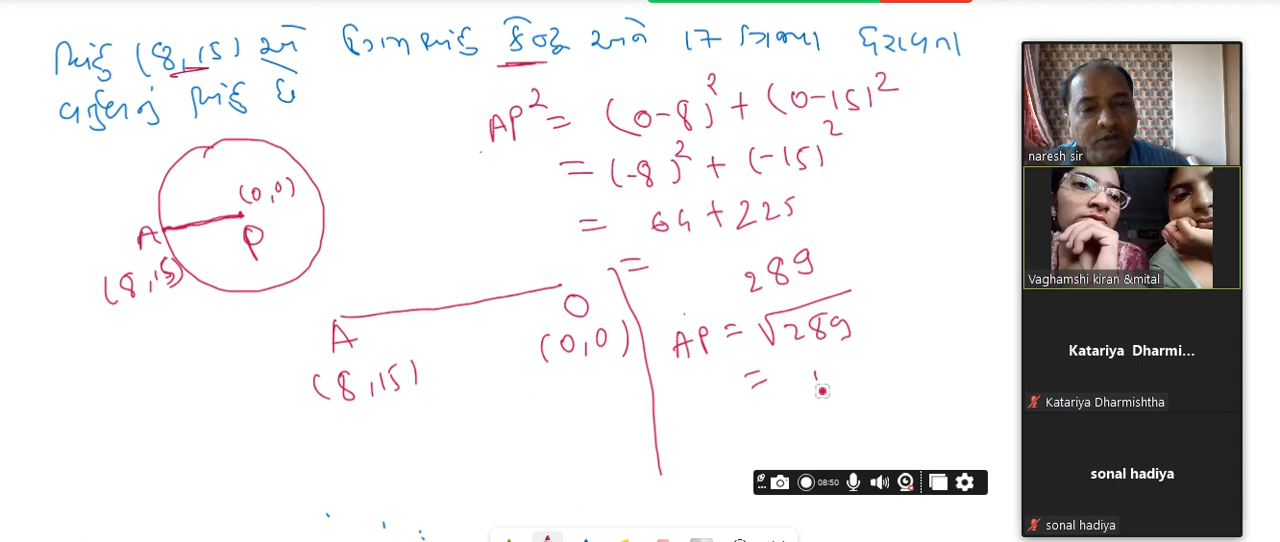 બિંદુ (8,15) એ ઉગમબિંદુ કેન્દ્ર અને 17 ત્રિજ્યા ધરાવતા
વર્તુળનું બિંદુ છે
AP² = (0-8)² + (0-15)²
= (-8)² + (-15)²
= 64 + 225
= 289
AP = √289
=
(0,0)
A
P
(8,15)
A
O
(8,15)
(0,0)
naresh sir
Vaghamshi kiran &mital
Katariya Dharmi...
Katariya Dharmishtha
sonal hadiya
sonal hadiya
08:50